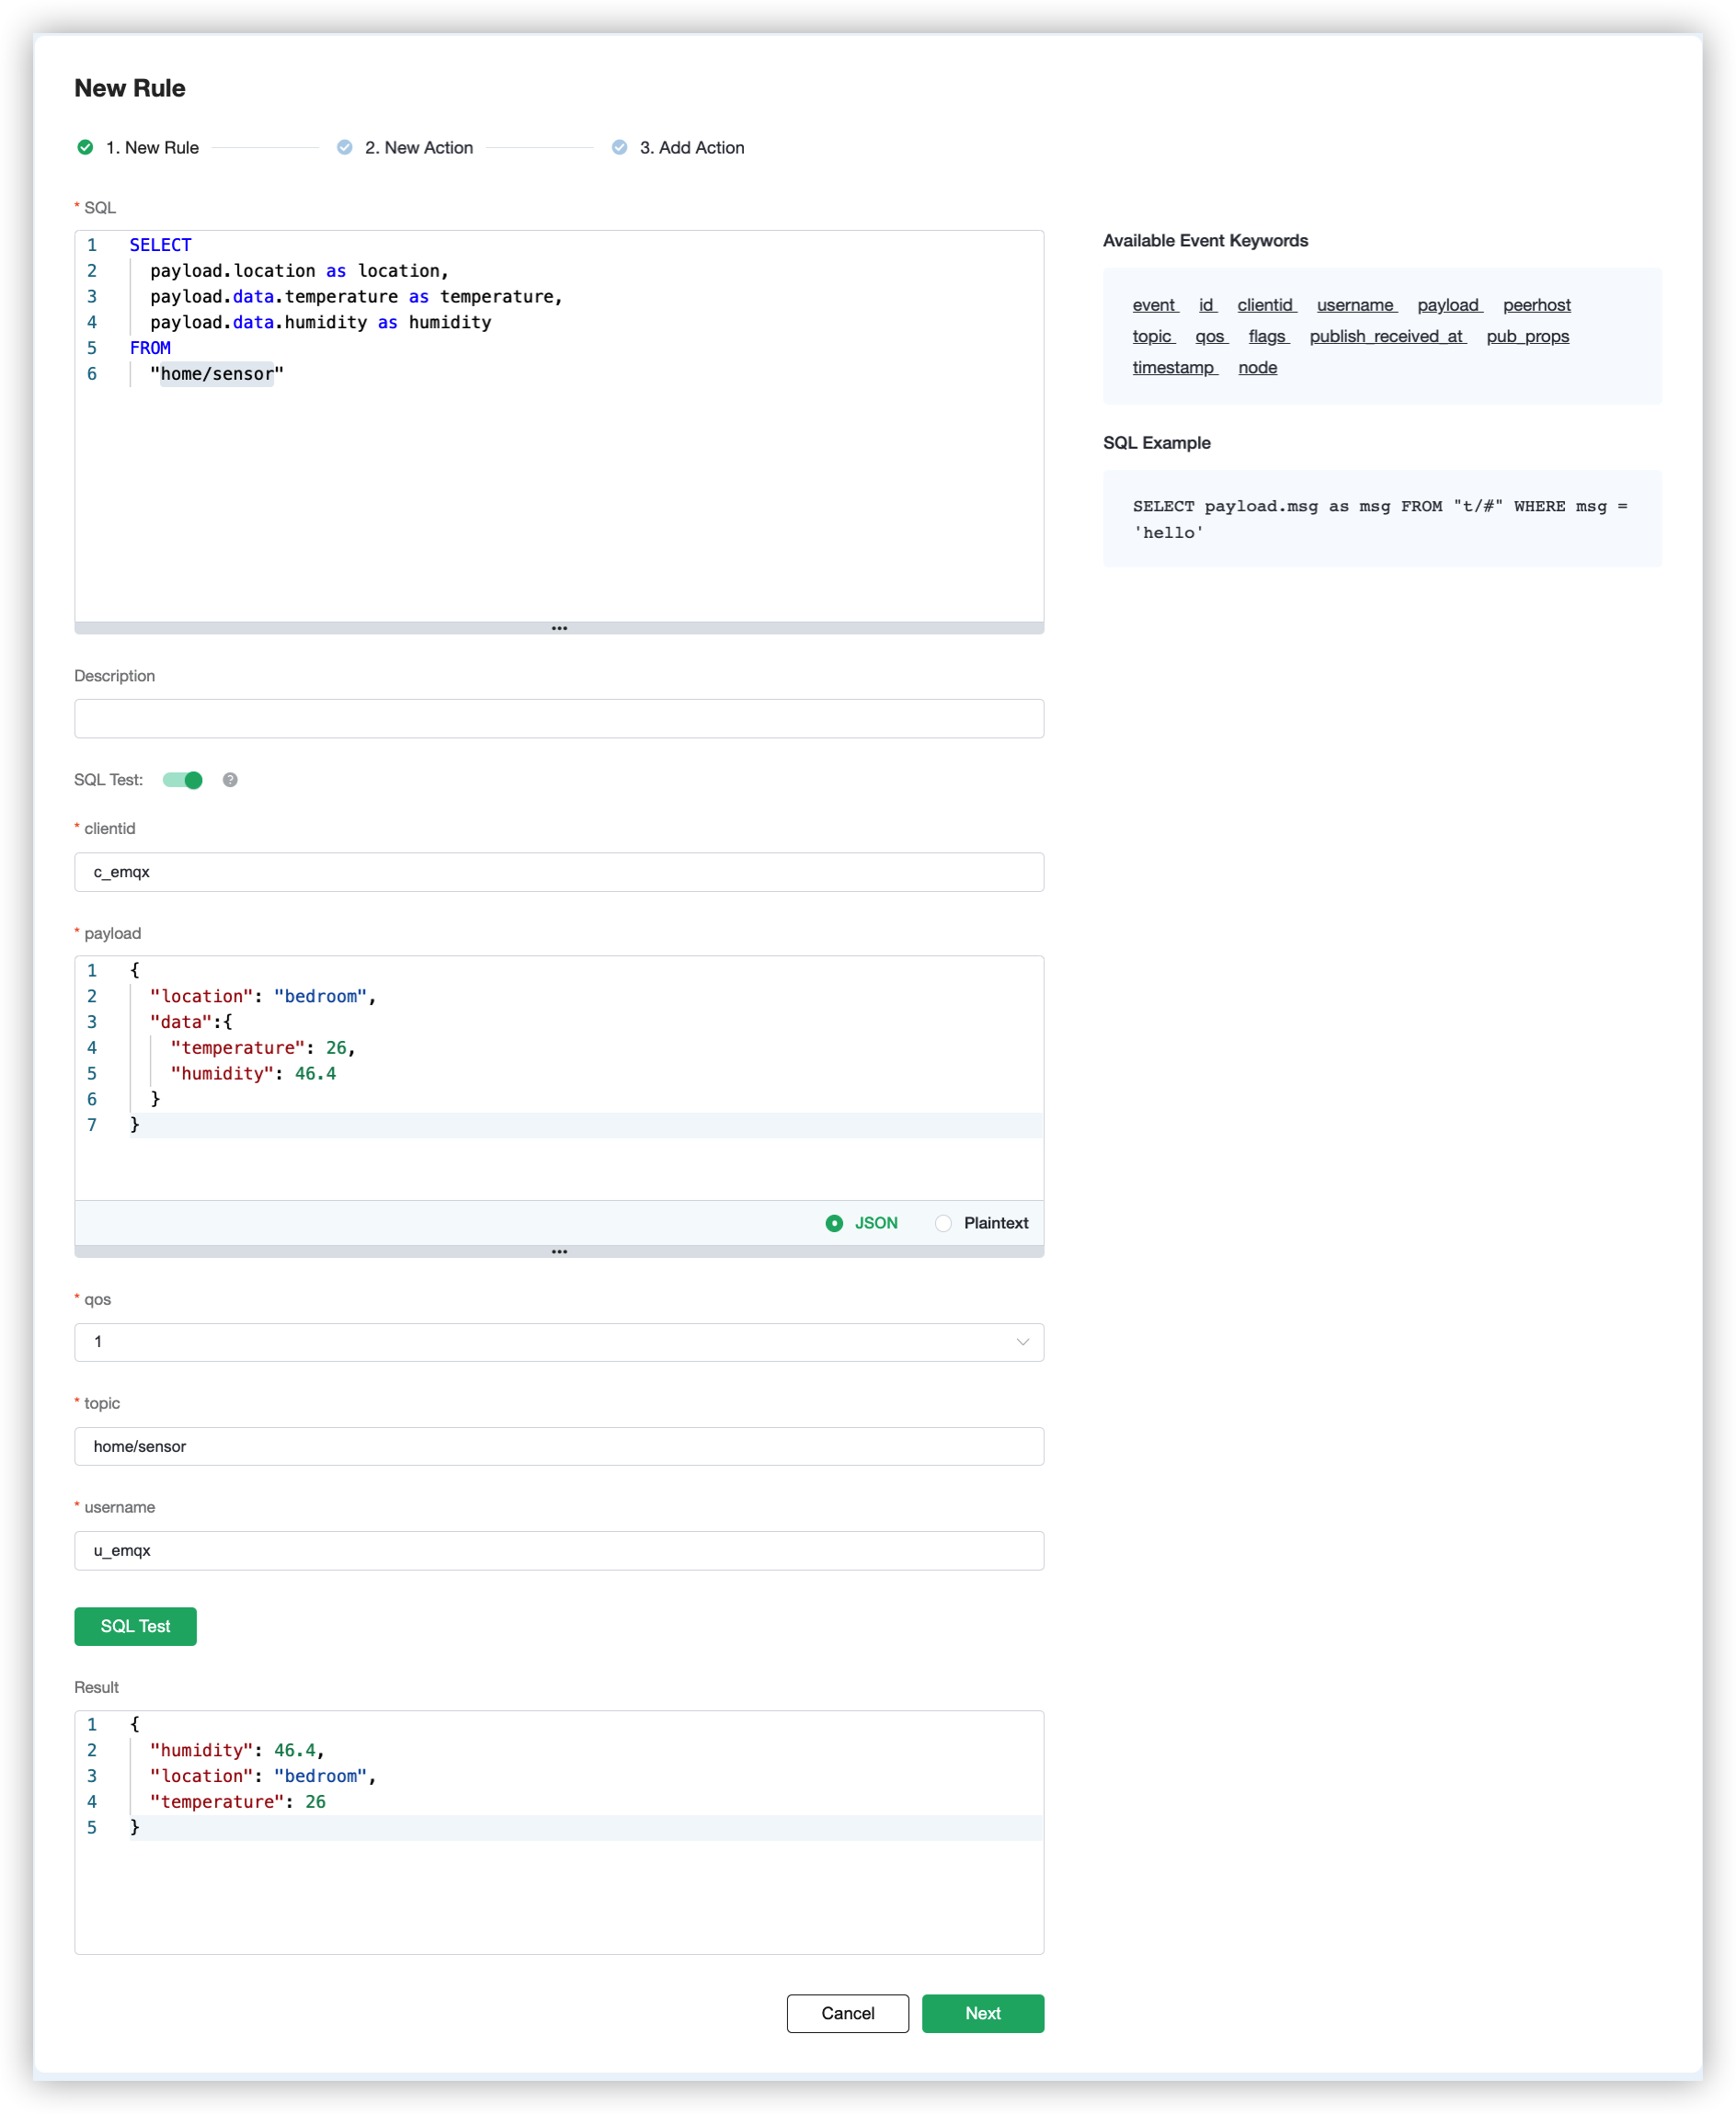 New Rule
1. New Rule
2. New Action
3. Add Action
* SQL
1 SELECT
2 payload.location as location,
3 payload.data.temperature as temperature,
4 payload.data.humidity as humidity
5 FROM
6 "home/sensor"
Available Event Keywords
event id clientid username payload peerhost
topic qos flags publish_received_at pub_props
timestamp node
SQL Example
SELECT payload.msg as msg FROM "t/#" WHERE msg =
'hello'
Description
SQL Test:
* clientid
c_emqx
* payload
1 {
2 "location": "bedroom",
3 "data":{
4 "temperature": 26,
5 "humidity": 46.4
6 }
7 }
JSON Plaintext
* qos
1
* topic
home/sensor
* username
u_emqx
SQL Test
Result
1 {
2 "humidity": 46.4,
3 "location": "bedroom",
4 "temperature": 26
5 }
Cancel Next